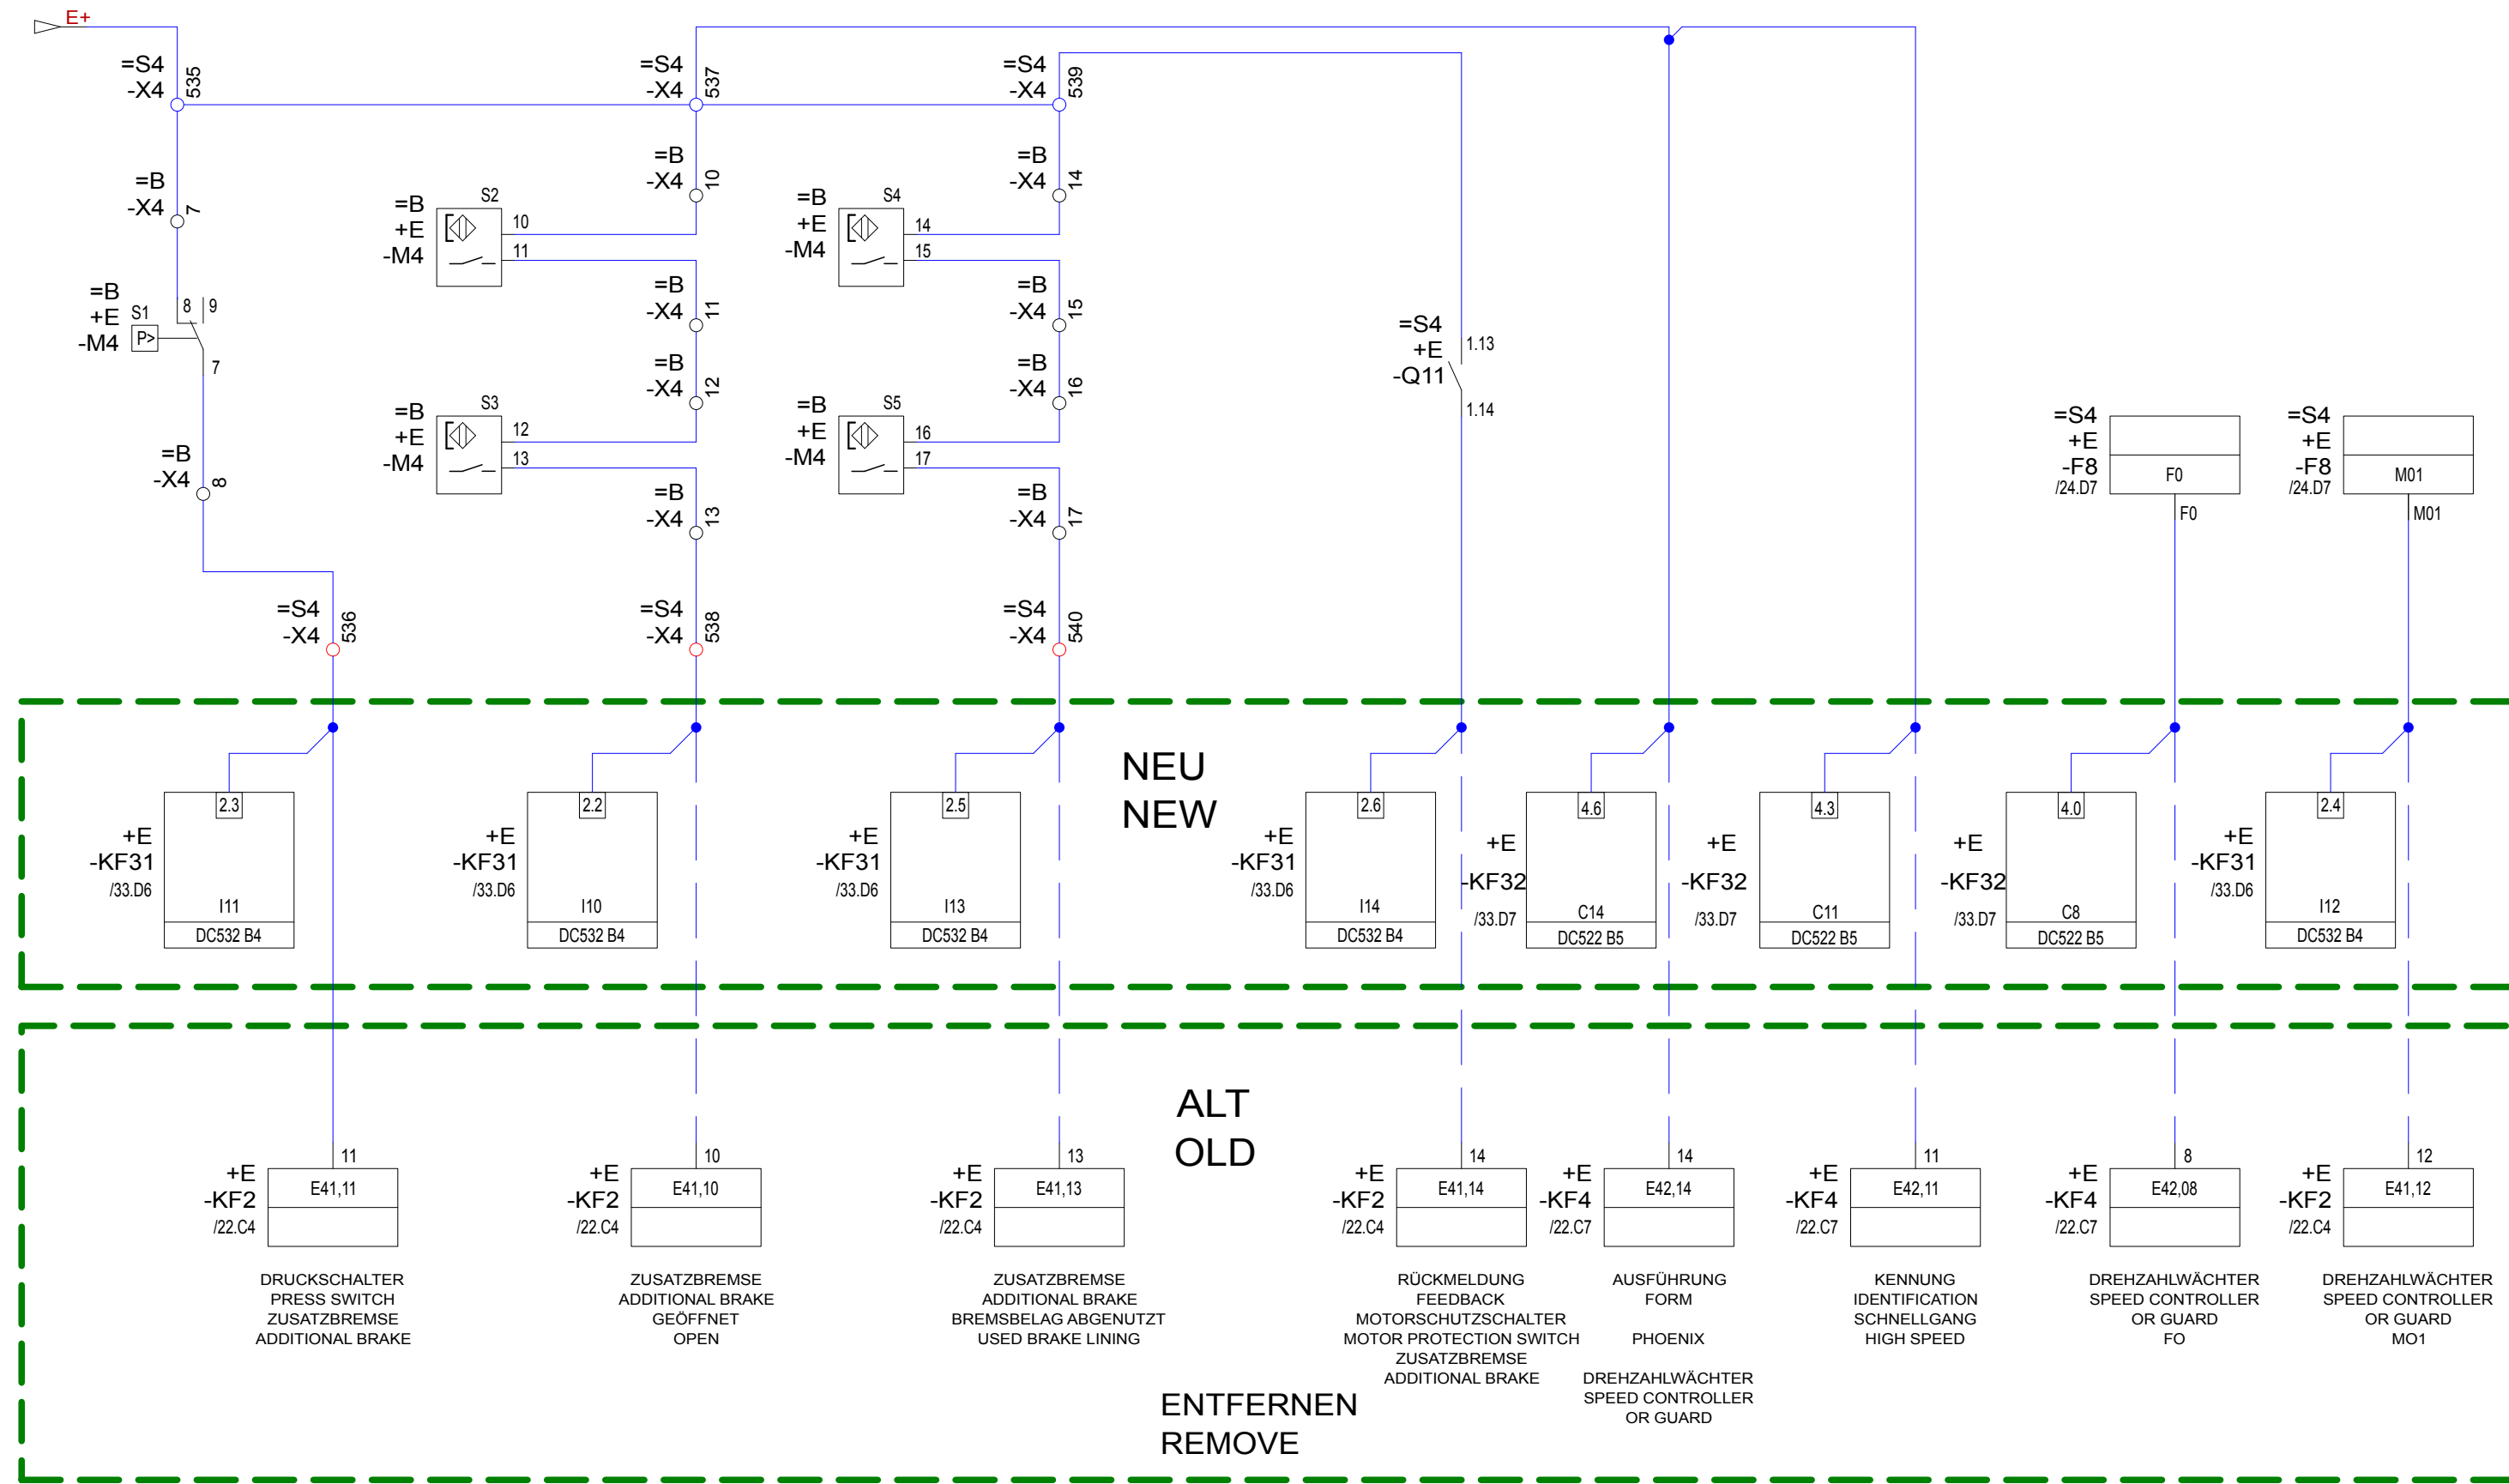 E+
=S4
-X4
535
=S4
-X4
537
=S4
-X4
539
=B
-X4
7
=B
-X4
10
=B
-X4
14
=B
+E
-M4
S2
10
11
=B
+E
-M4
S4
14
15
=B
+E
-M4
S1
P>
8
9
7
=B
-X4
11
=B
-X4
15
=B
-X4
12
=B
-X4
16
=S4
+E
-Q11
1.13
1.14
=B
+E
-M4
S3
12
13
=B
+E
-M4
S5
16
17
=B
-X4
8
=B
-X4
13
=B
-X4
17
=S4
+E
-F8
/24.D7
F0
F0
=S4
+E
-F8
/24.D7
M01
M01
=S4
-X4
536
=S4
-X4
538
=S4
-X4
540
NEU
NEW
+E
-KF31
/33.D6
2.3
I11
DC532 B4
+E
-KF31
/33.D6
2.2
I10
DC532 B4
+E
-KF31
/33.D6
2.5
I13
DC532 B4
+E
-KF31
/33.D6
2.6
I14
DC532 B4
+E
-KF32
/33.D7
4.6
C14
DC522 B5
+E
-KF32
/33.D7
4.3
C11
DC522 B5
+E
-KF32
/33.D7
4.0
C8
DC522 B5
+E
-KF31
/33.D6
2.4
I12
DC532 B4
ALT
OLD
+E
-KF2
/22.C4
11
E41,11
DRUCKSCHALTER
PRESS SWITCH
ZUSATZBREMSE
ADDITIONAL BRAKE
+E
-KF2
/22.C4
10
E41,10
ZUSATZBREMSE
ADDITIONAL BRAKE
GEÖFFNET
OPEN
+E
-KF2
/22.C4
13
E41,13
ZUSATZBREMSE
ADDITIONAL BRAKE
BREMSBELAG ABGENUTZT
USED BRAKE LINING
+E
-KF2
/22.C4
14
E41,14
RÜCKMELDUNG
FEEDBACK
MOTORSCHUTZSCHALTER
MOTOR PROTECTION SWITCH
ZUSATZBREMSE
ADDITIONAL BRAKE
+E
-KF4
/22.C7
14
E42,14
AUSFÜHRUNG
FORM
PHOENIX
DREHZAHLWÄCHTER
SPEED CONTROLLER
OR GUARD
+E
-KF4
/22.C7
11
E42,11
KENNUNG
IDENTIFICATION
SCHNELLGANG
HIGH SPEED
+E
-KF4
/22.C7
8
E42,08
DREHZAHLWÄCHTER
SPEED CONTROLLER
OR GUARD
FO
+E
-KF2
/22.C4
12
E41,12
DREHZAHLWÄCHTER
SPEED CONTROLLER
OR GUARD
MO1
ENTFERNEN
REMOVE